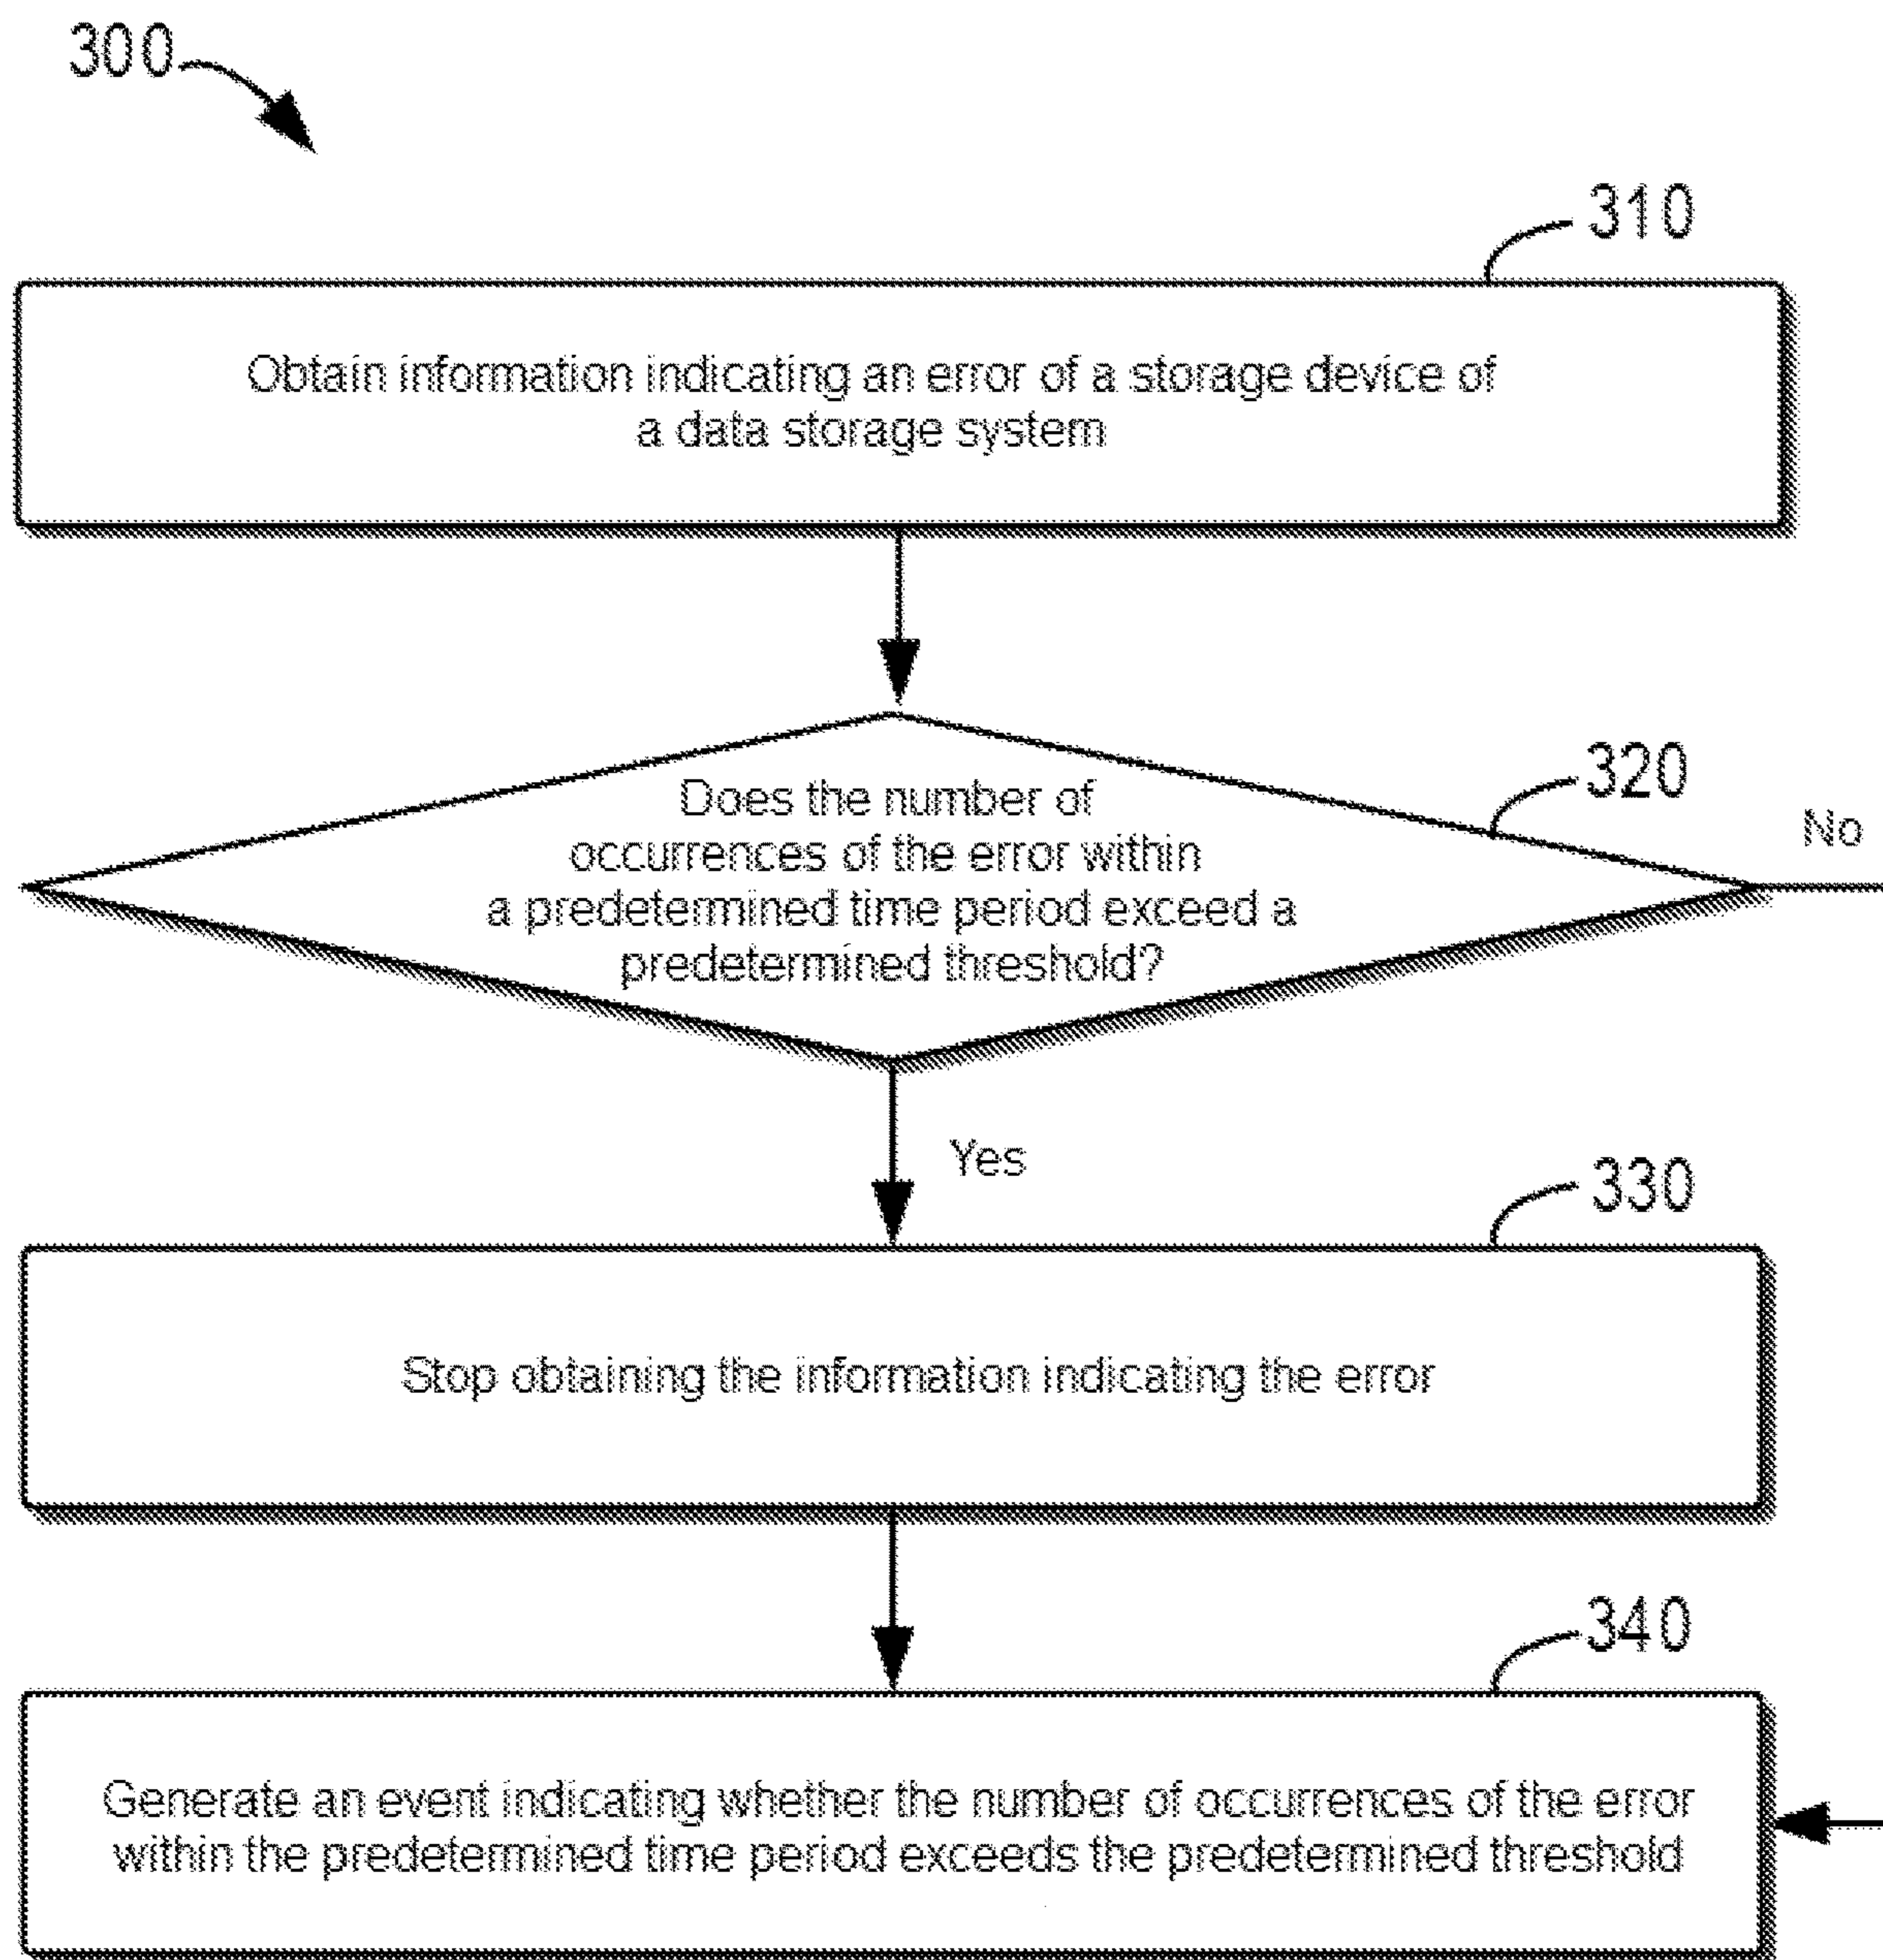 300
310
Obtain information indicating an error of a storage device of
a data storage system
320
Does the number of
occurrences of the error within
a predetermined time period exceed a
predetermined threshold?
No
Yes
330
Stop obtaining the information indicating the error
340
Generate an event indicating whether the number of occurrences of the error
within the predetermined time period exceeds the predetermined threshold